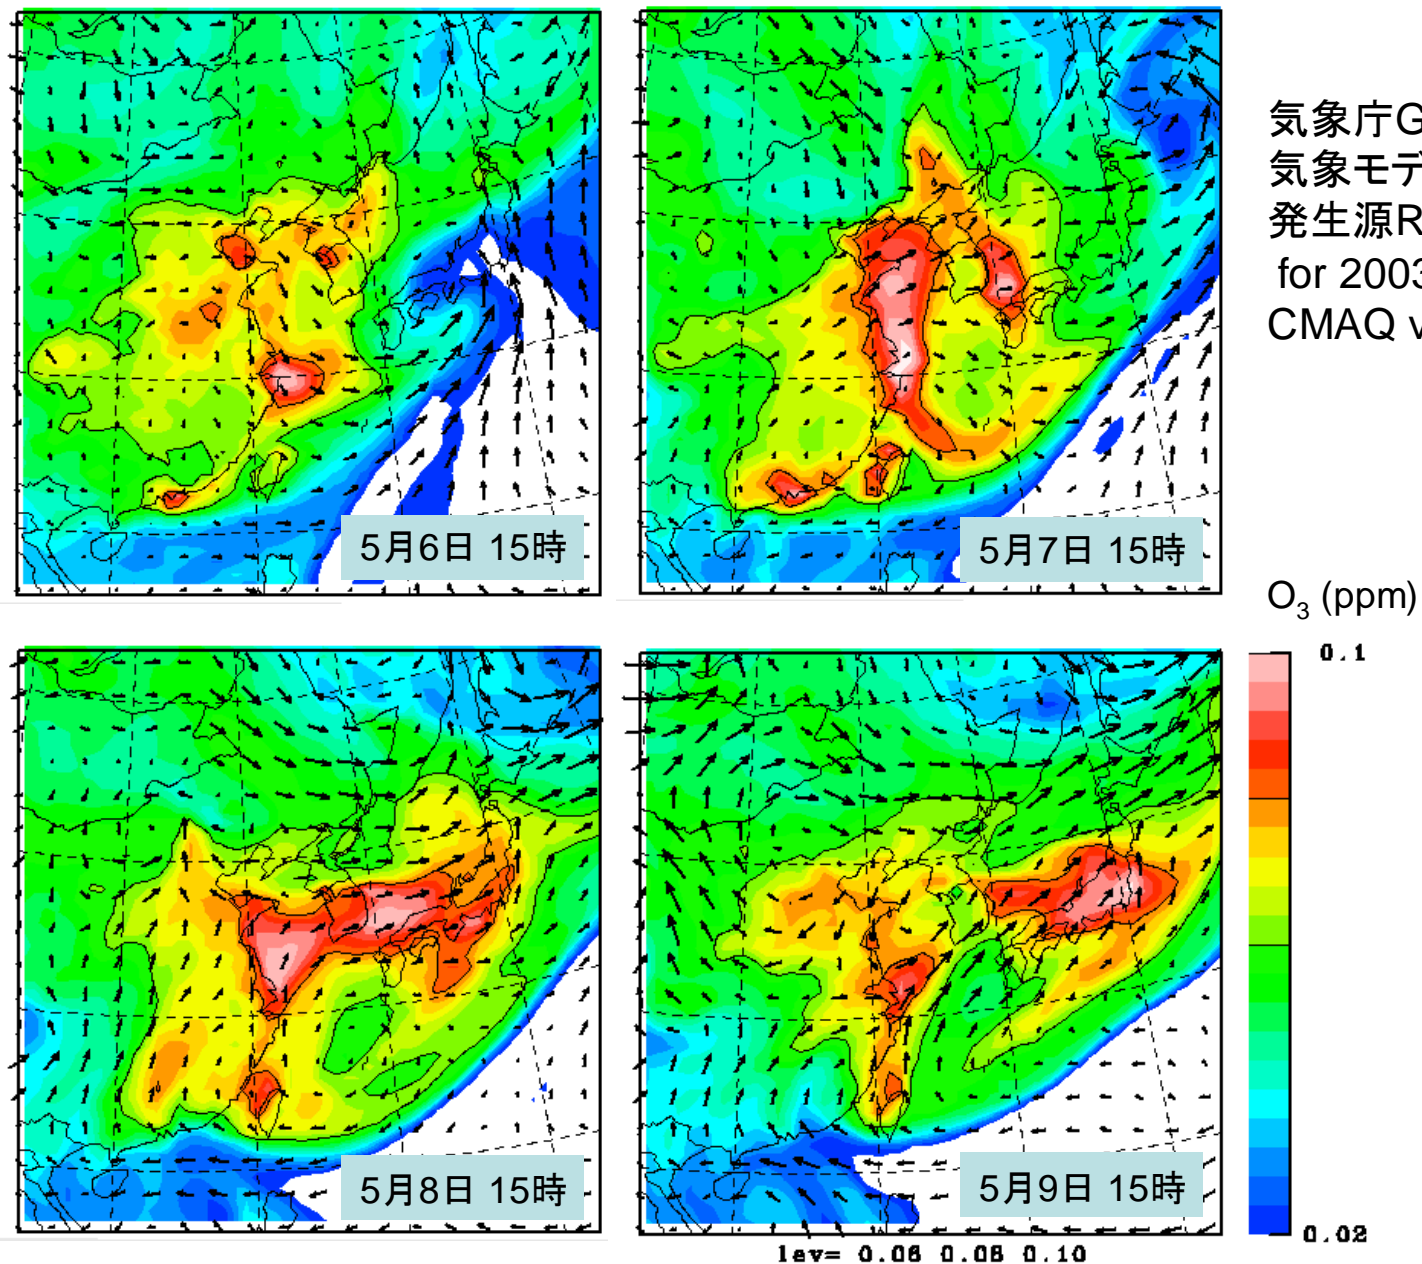 気象庁G
気象モデ
発生源R
for 2003
CMAQ v
5月6日 15時
5月7日 15時
O3 (ppm)
0.1
5月8日 15時
5月9日 15時
0.02
lev= 0.06 0.08 0.10